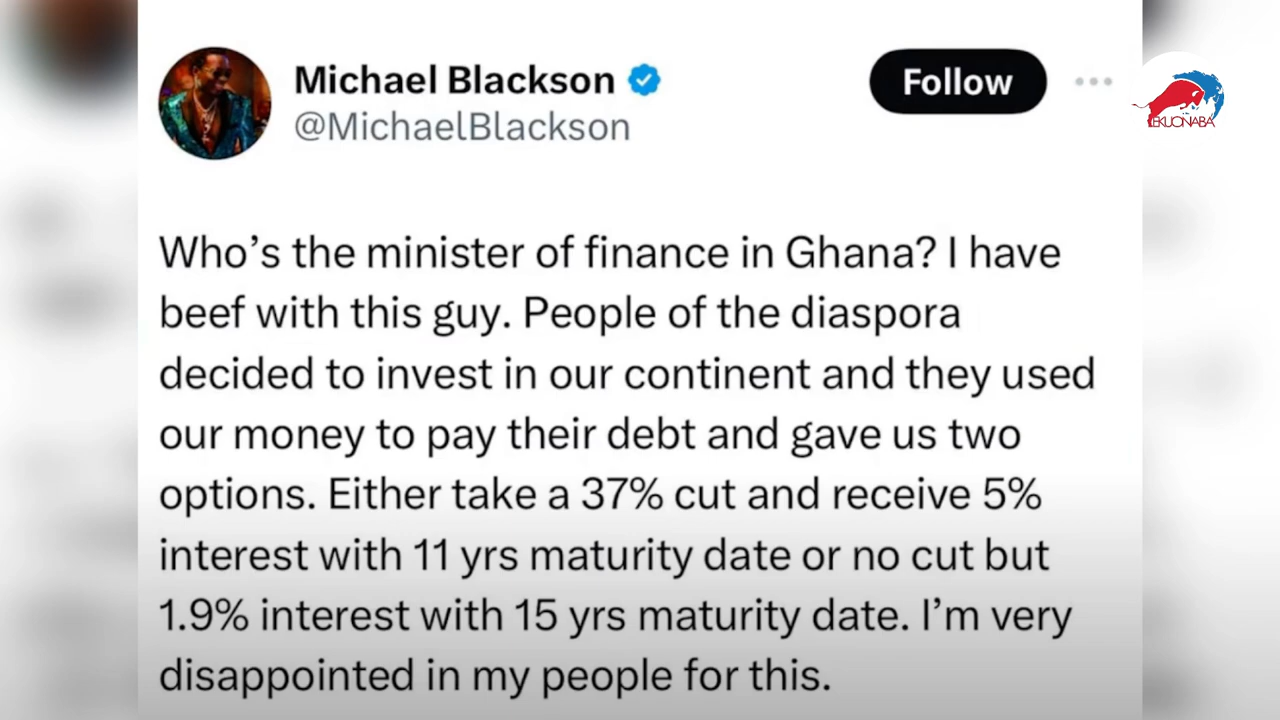 Michael Blackson
Follow
@MichaelBlackson
EKUONABA
Who's the minister of finance in Ghana? I have
beef with this guy. People of the diaspora
decided to invest in our continent and they used
our money to pay their debt and gave us two
options. Either take a 37% cut and receive 5%
interest with 11 yrs maturity date or no cut but
1.9% interest with 15 yrs maturity date. I'm very
disappointed in my people for this.